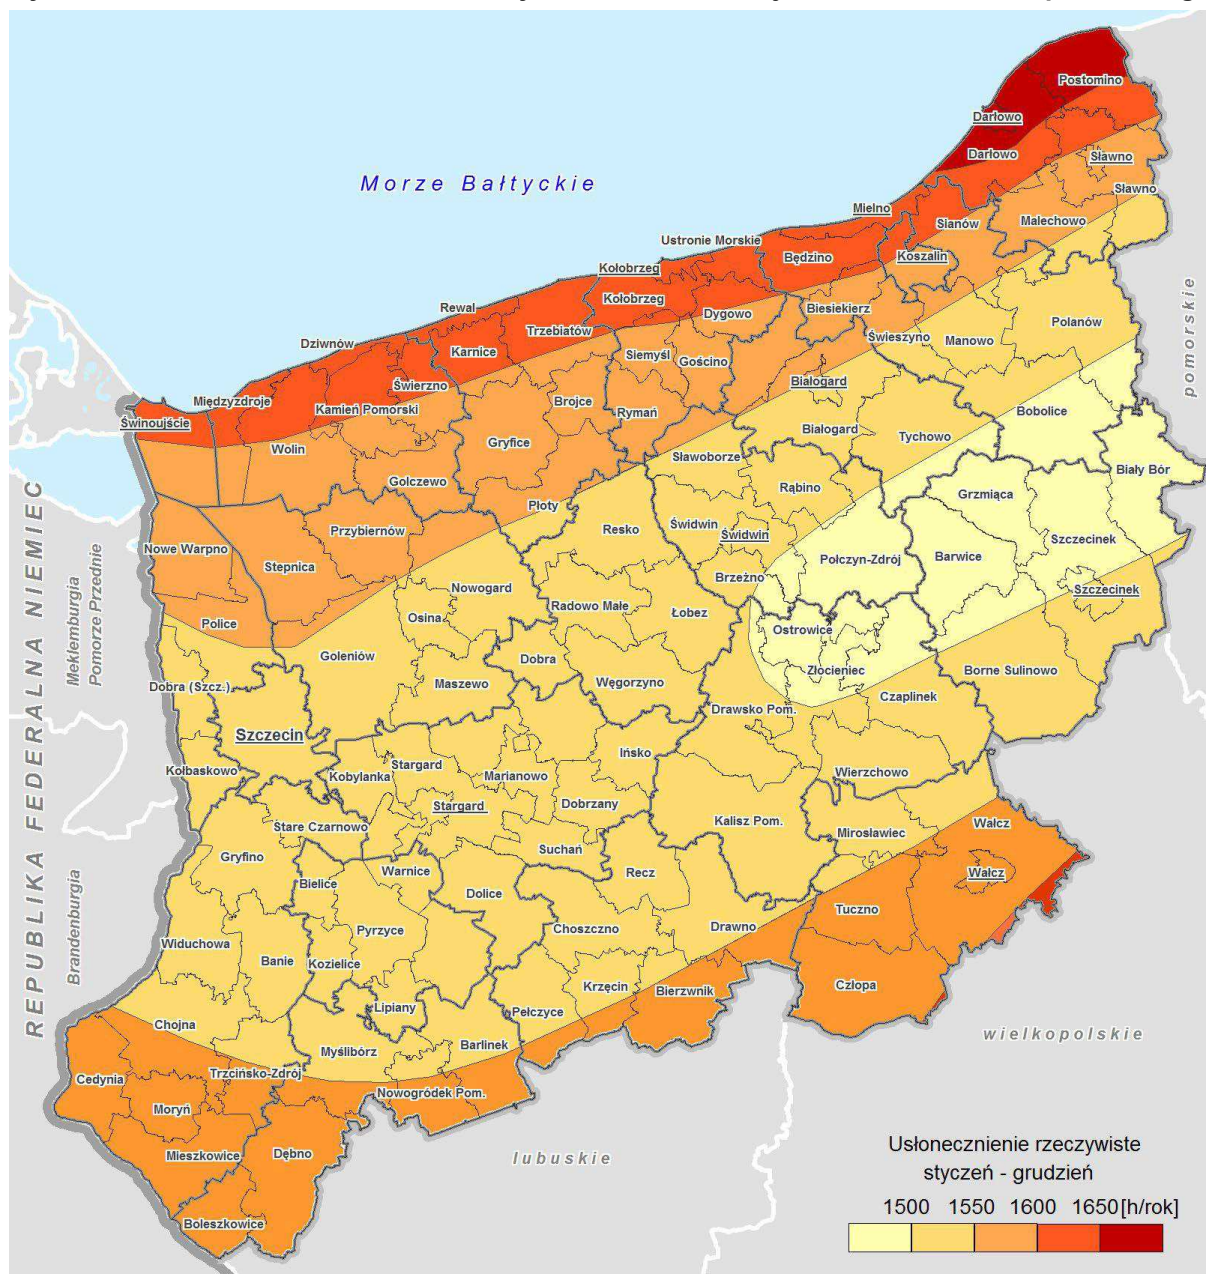 Postomino
Darłowo
Darłowo
Sławno
Sławno
Morze Bałtyckie
Mielno
Sianów
Malechowo
Ustronie Morskie
Koszalin
Będzino
Kołobrzeg
Kołobrzeg
Rewal
Dygowo
Biesiekierz
Polanów
Trzebiatów
Świeszyno
Manowo
Dziwnów
Karnice
Siemyśl
Gościno
pomorskie
Świerzno
Białogard
Międzyzdroje
Kamień Pomorski
Brojce
Rymań
Bobolice
Świnoujście
Białogard
Tychowo
Wolin
Gryfice
Sławoborze
Biały Bór
Golczewo
Rąbino
Grzmiąca
Płoty
Przybiernów
Resko
Świdwin
Świdwin
Szczecinek
Nowe Warpno
Połczyn-Zdrój
Barwice
Stepnica
Brzeżno
Nowogard
Szczecinek
Radowo Małe
Łobez
Osina
Police
Ostrowice
Goleniów
Dobra
Złocieniec
Borne Sulinowo
Dobra (Szcz.)
Maszewo
Węgorzyno
Czaplinek
Drawsko Pom.
Szczecin
Ińsko
Kołbaskowo
Kobylanka
Stargard
Marianowo
Wierzchowo
Stargard
Dobrzany
Stare Czarnowo
Kalisz Pom.
Mirosławiec
Wałcz
Suchań
Gryfino
Warnice
Recz
Wałcz
Bielice
Dolice
Tuczno
Pyrzyce
Choszczno
Drawno
Widuchowa
Banie
Kozielice
Krzęcin
Bierzwnik
Człopa
Lipiany
Pełczyce
Chojna
Barlinek
Myślibórz
Trzcińsko-Zdrój
Cedynia
Nowogródek Pom.
Moryń
Mieszkowice
Dębno
Boleszkowice
REPUBLIKA FEDERALNA NIEMIEC
Meklemburgia
Pomorze Przednie
Brandenburgia
wielkopolskie
lubuskie
Usłonecznienie rzeczywiste
styczeń - grudzień
1500 1550 1600 1650 [h/rok]